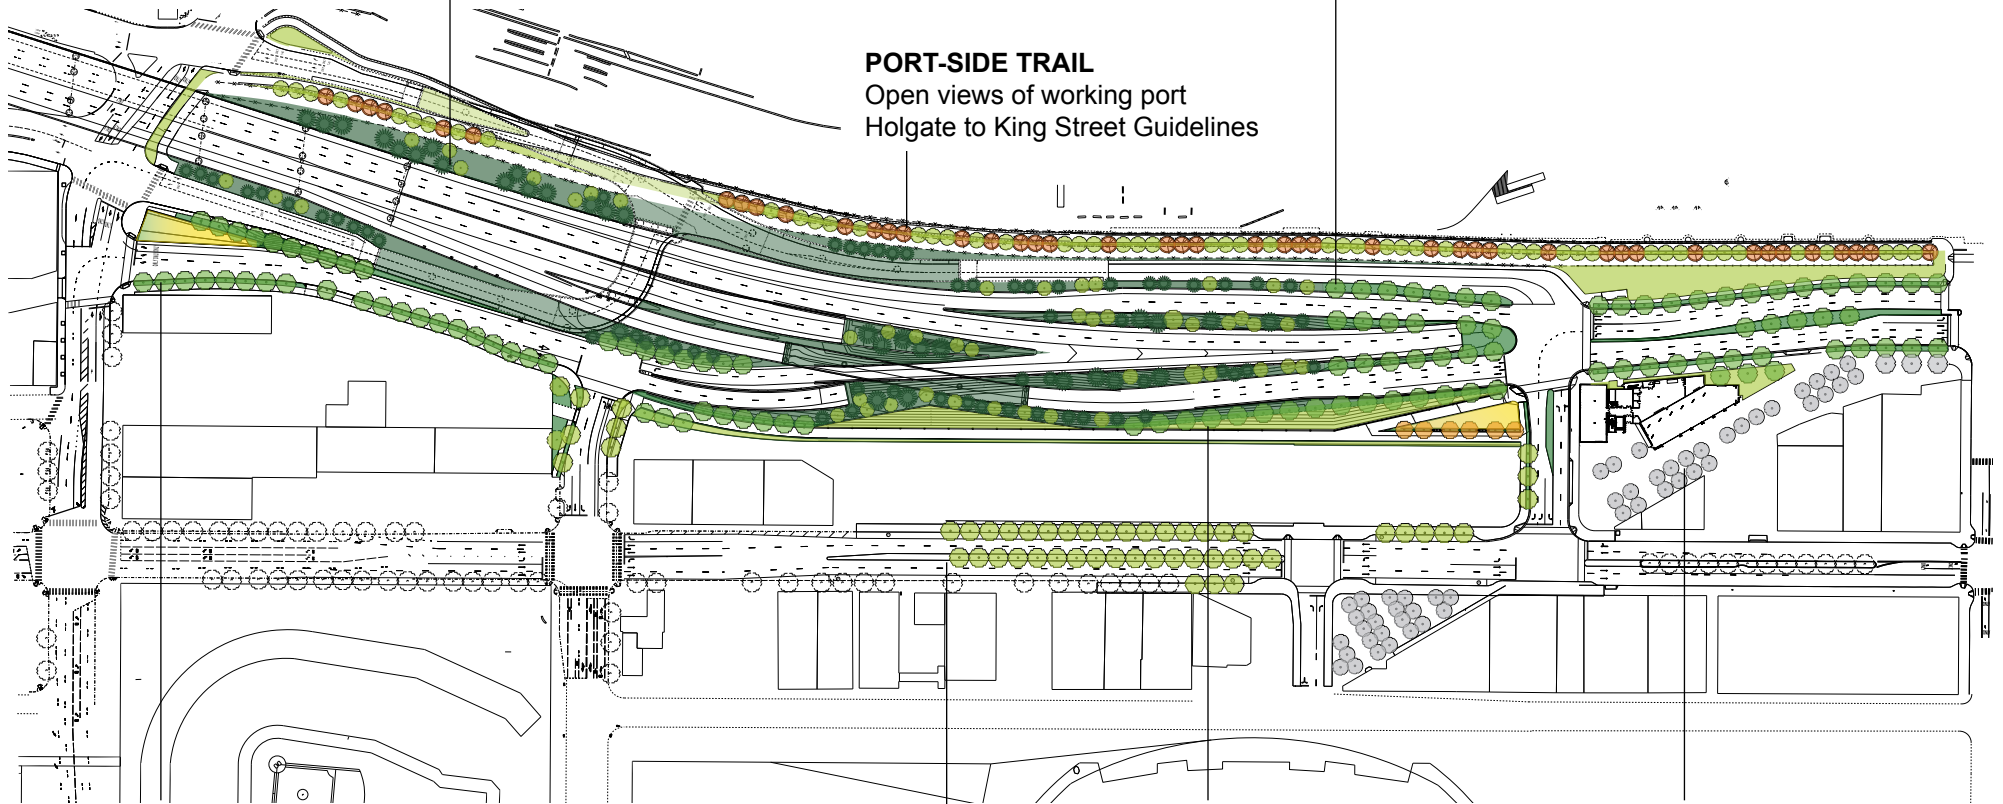 PORT-SIDE TRAIL
Open views of working port
Holgate to King Street Guidelines